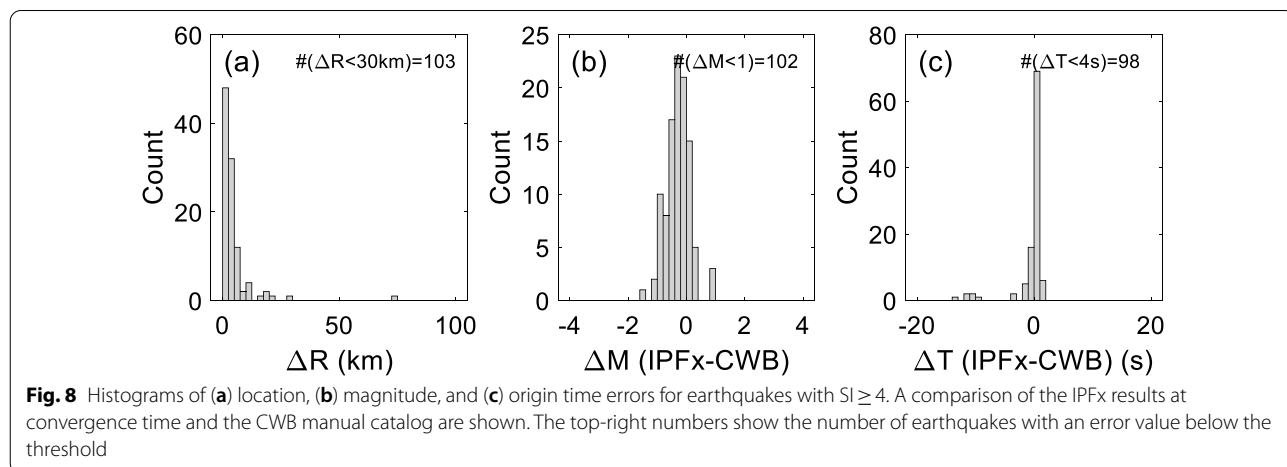 60
(a)
#(ΔR<30km)=103
40
20
0
Count
0
50
100
ΔR (km)
25
(b)
#(ΔM<1)=102
20
15
10
5
0
Count
-4
-2
0
2
4
ΔM (IPFx-CWB)
80
(c)
#(ΔT<4s)=98
60
40
20
0
Count
-20
0
20
ΔT (IPFx-CWB) (s)
Fig. 8 Histograms of (a) location, (b) magnitude, and (c) origin time errors for earthquakes with SI ≥ 4. A comparison of the IPFx results at
convergence time and the CWB manual catalog are shown. The top-right numbers show the number of earthquakes with an error value below the
threshold